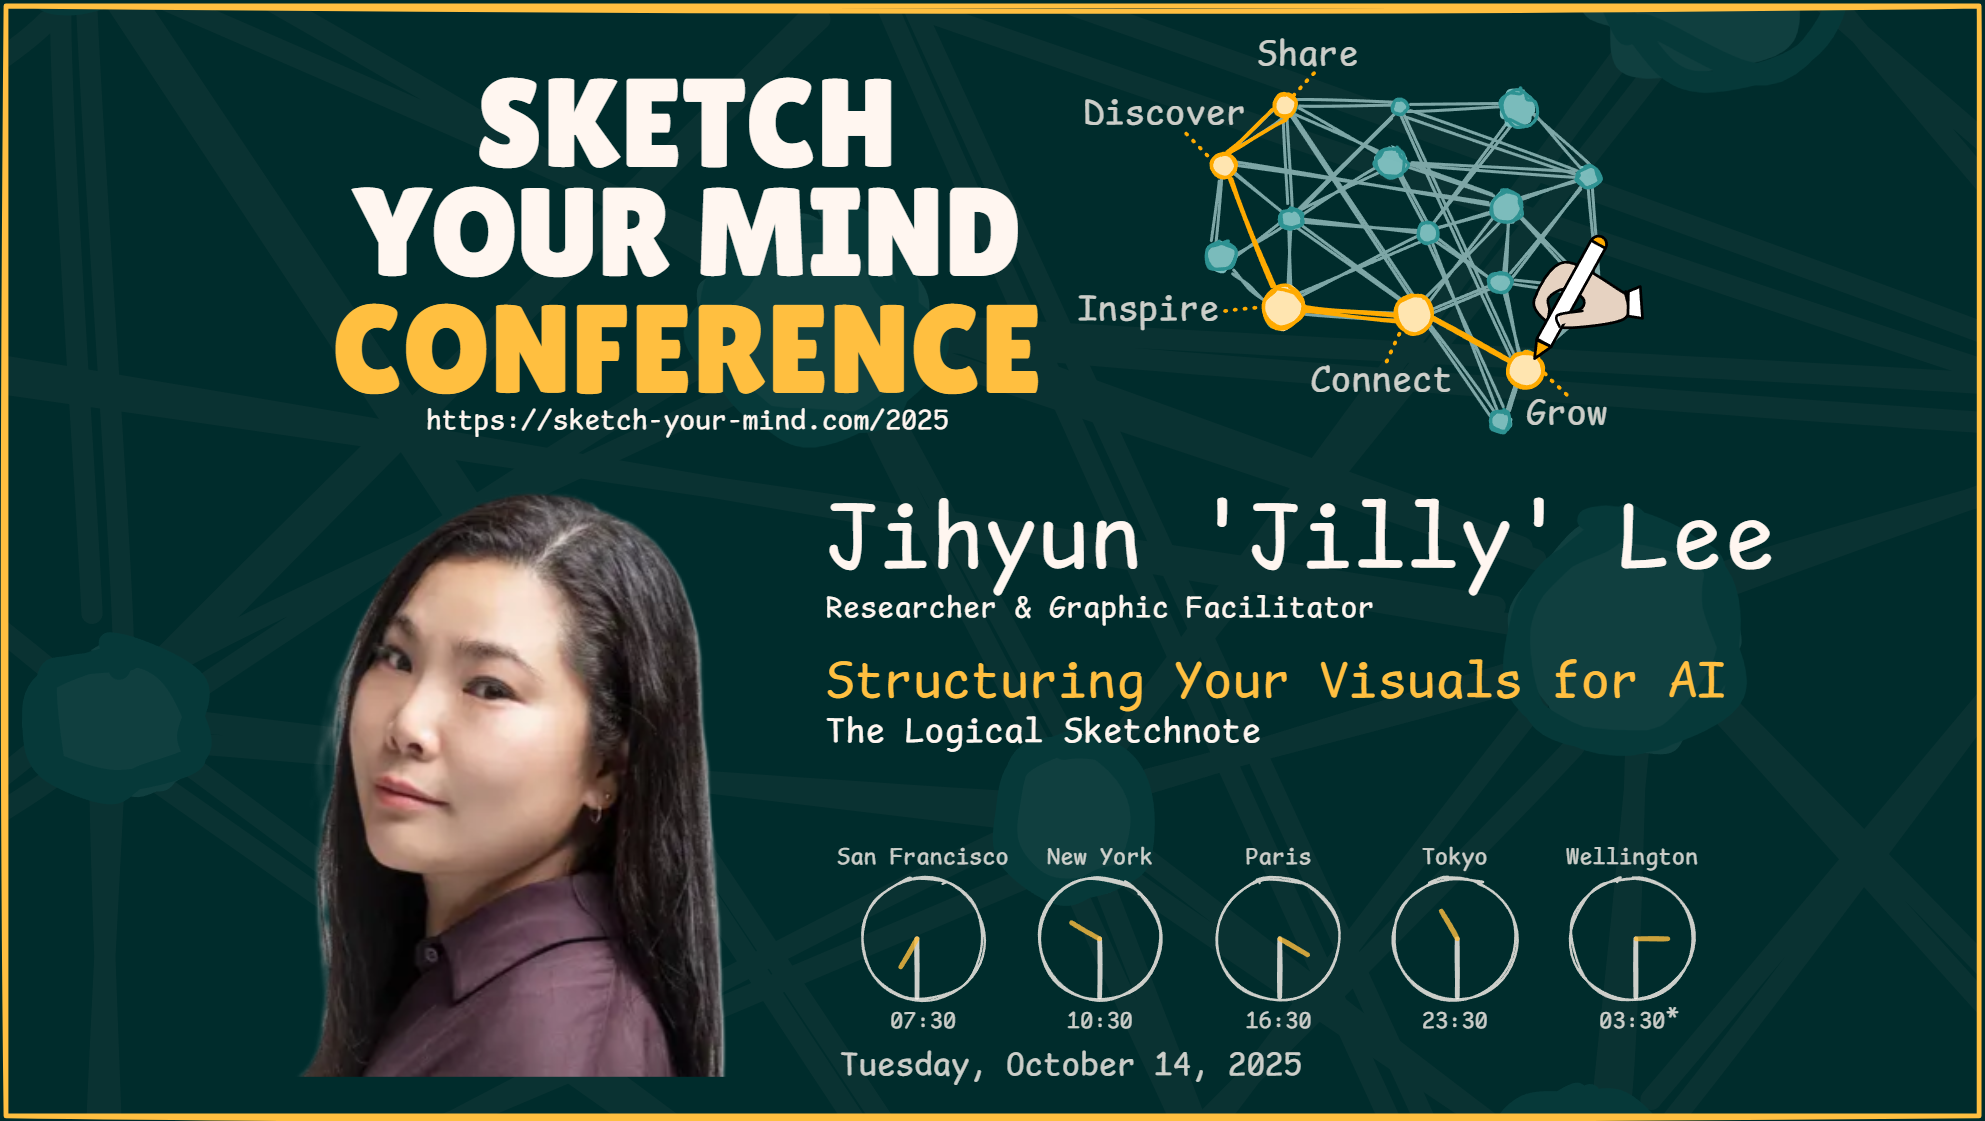 SKETCH
YOUR MIND
CONFERENCE
https://sketch-your-mind.com/2025
Share
Discover
Inspire
Connect
Grow
Jihyun 'Jilly' Lee
Researcher & Graphic Facilitator
Structuring Your Visuals for AI
The Logical Sketchnote
San Francisco New York Paris Tokyo Wellington
07:30 10:30 16:30 23:30 03:30*
Tuesday, October 14, 2025